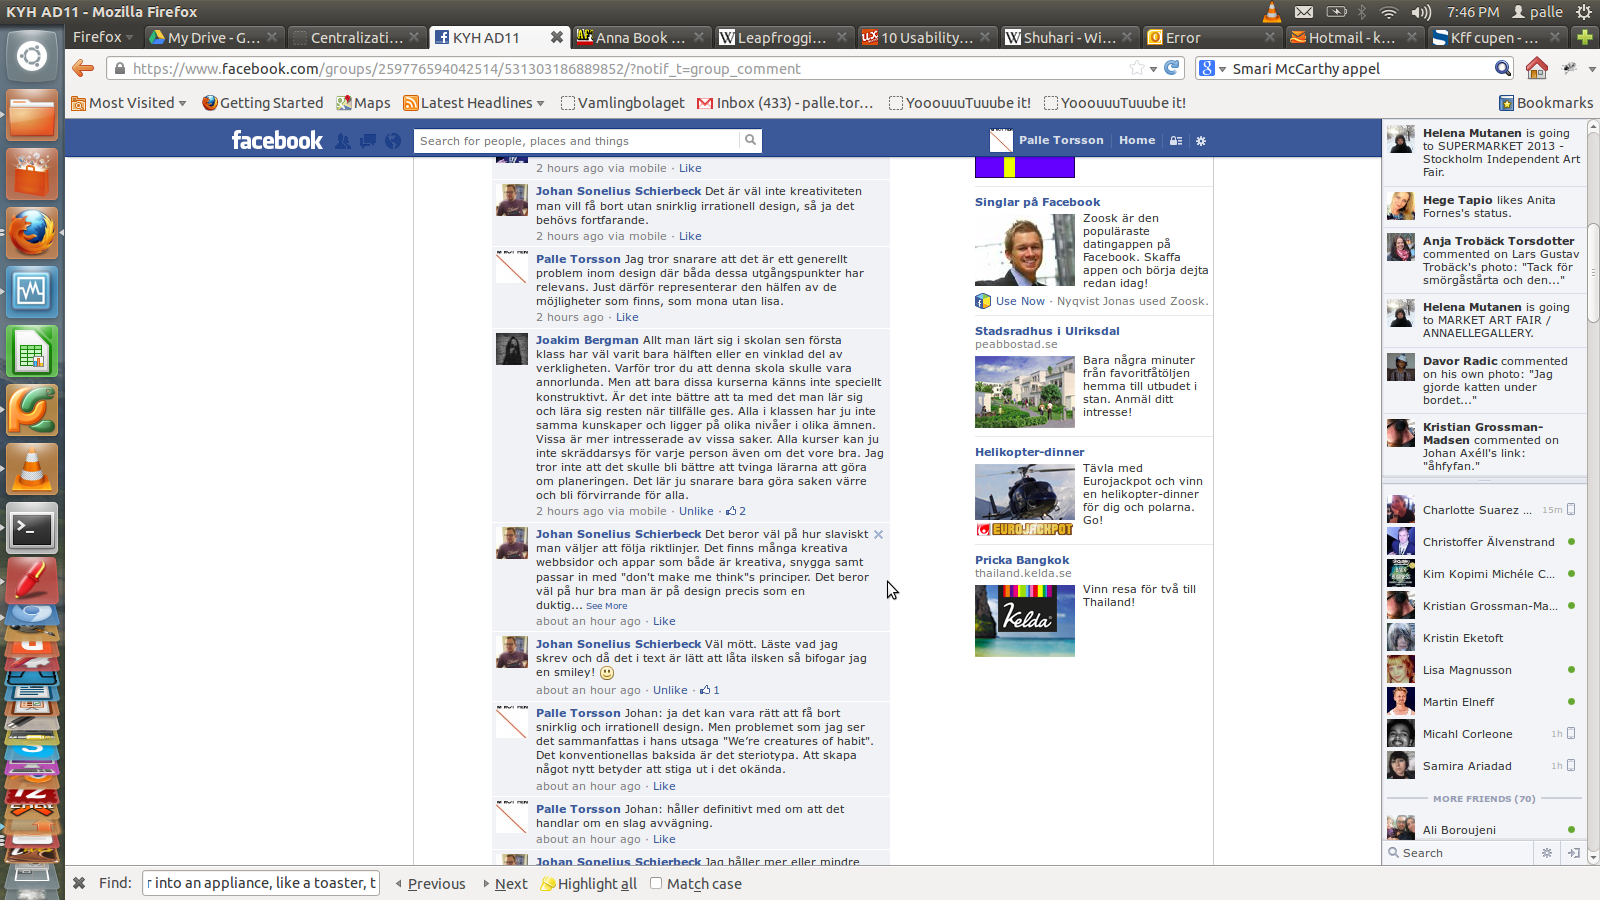 KYH AD11 - Mozilla Firefox
7:46 PM
palle
Firefox
My Drive - G...
Centralizati...
KYH AD11
Anna Book ...
Leapfroggi...
10 Usability...
Shuhari - Wi...
Error
Hotmail - k...
Kff cupen - ...
https://www.facebook.com/groups/259776594042514/531303186889852/?notif_t=group_comment
Smari McCarthy appel
Most Visited
Getting Started
Maps
Latest Headlines
Vamlingbolaget
Inbox (433) - palle.tor...
YooouuuTuuube it!
YooouuuTuuube it!
Bookmarks
facebook
Search for people, places and things
Palle Torsson
Home
2 hours ago via mobile · Like
Johan Sonelius Schierbeck Det är väl inte kreativiteten
man vill få bort utan snirklig irrationell design, så ja det
behövs fortfarande.
2 hours ago via mobile · Like
Palle Torsson Jag tror snarare att det är ett generellt
problem inom design där båda dessa utgångspunkter har
relevans. Just därför representerar den hälfen av de
möjligheter som finns, som mona utan lisa.
2 hours ago · Like
Joakim Bergman Allt man lärt sig i skolan sen första
klass har väl varit bara hälften eller en vinklad del av
verkligheten. Varför tror du att denna skola skulle vara
annorlunda. Men att bara dissa kurserna känns inte speciellt
konstruktivt. Är det inte bättre att ta med det man lär sig
och lära sig resten när tillfälle ges. Alla i klassen har ju inte
samma kunskaper och ligger på olika nivåer i olika ämnen.
Vissa är mer intresserade av vissa saker. Alla kurser kan ju
inte skräddarsys för varje person även om det vore bra. Jag
tror inte att det skulle bli bättre att tvinga lärarna att göra
om planeringen. Det lär ju snarare bara göra saken värre
och bli förvirrande för alla.
2 hours ago via mobile · Unlike · 2
Johan Sonelius Schierbeck Det beror väl på hur slaviskt
man väljer att följa riktlinjer. Det finns många kreativa
webbsidor och appar som både är kreativa, snygga samt
passar in med "don't make me think"s principer. Det beror
väl på hur bra man är på design precis som en
duktig... See More
about an hour ago · Like
Johan Sonelius Schierbeck Väl mött. Läste vad jag
skrev och då det i text är lätt att låta ilsken så bifogar jag
en smiley!
about an hour ago · Unlike · 1
Palle Torsson Johan: ja det kan vara rätt att få bort
snirklig och irrationell design. Men problemet som jag ser
det sammanfattas i hans utsaga "We're creatures of habit".
Det konventionellas baksida är det steriotypa. Att skapa
något nytt betyder att stiga ut i det okända.
about an hour ago · Like
Palle Torsson Johan: håller definitivt med om att det
handlar om en slag avvägning.
about an hour ago · Like
Johan Sonelius Schierbeck Jag håller mer eller mindre
Singlar på Facebook
Zoosk är den
populäraste
datingappen på
Facebook. Skaffa
appen och börja dejta
redan idag!
Use Now · Nyqvist Jonas used Zoosk.
Stadsradhus i Ulriksdal
peabbostad.se
Bara några minuter
från favoritfåtöljen
hemma till utbudet i
stan. Anmäl ditt
intresse!
Helikopter-dinner
Tävla med
Eurojackpot och vinn
en helikopter-dinner
för dig och polarna.
Go!
EUROJACKPOT
Pricka Bangkok
thailand.kelda.se
Vinn resa för två till
Thailand!
Kelda
Helena Mutanen is going
to SUPERMARKET 2013 -
Stockholm Independent Art
Fair.
Hege Tapio likes Anita
Fornes's status.
Anja Trobäck Torsdotter
commented on Lars Gustav
Trobäck's photo: "Tack för
smörgåstårta och den..."
Helena Mutanen is going
to MARKET ART FAIR /
ANNAELLEGALLERY.
Davor Radic commented
on his own photo: "Jag
gjorde katten under
bordet..."
Kristian Grossman-
Madsen commented on
Johan Axéll's link:
"åhfyfan."
Charlotte Suarez ... 15m
Christoffer Älvenstrand
Kim Kopimi Michéle C...
Kristian Grossman-Ma...
Kristin Eketoft
Lisa Magnusson
Martin Elneff
Micahl Corleone 1h
Samira Ariadad 1h
MORE FRIENDS (70)
Ali Boroujeni
Search
Find: r into an appliance, like a toaster, t
Previous
Next
Highlight all
Match case